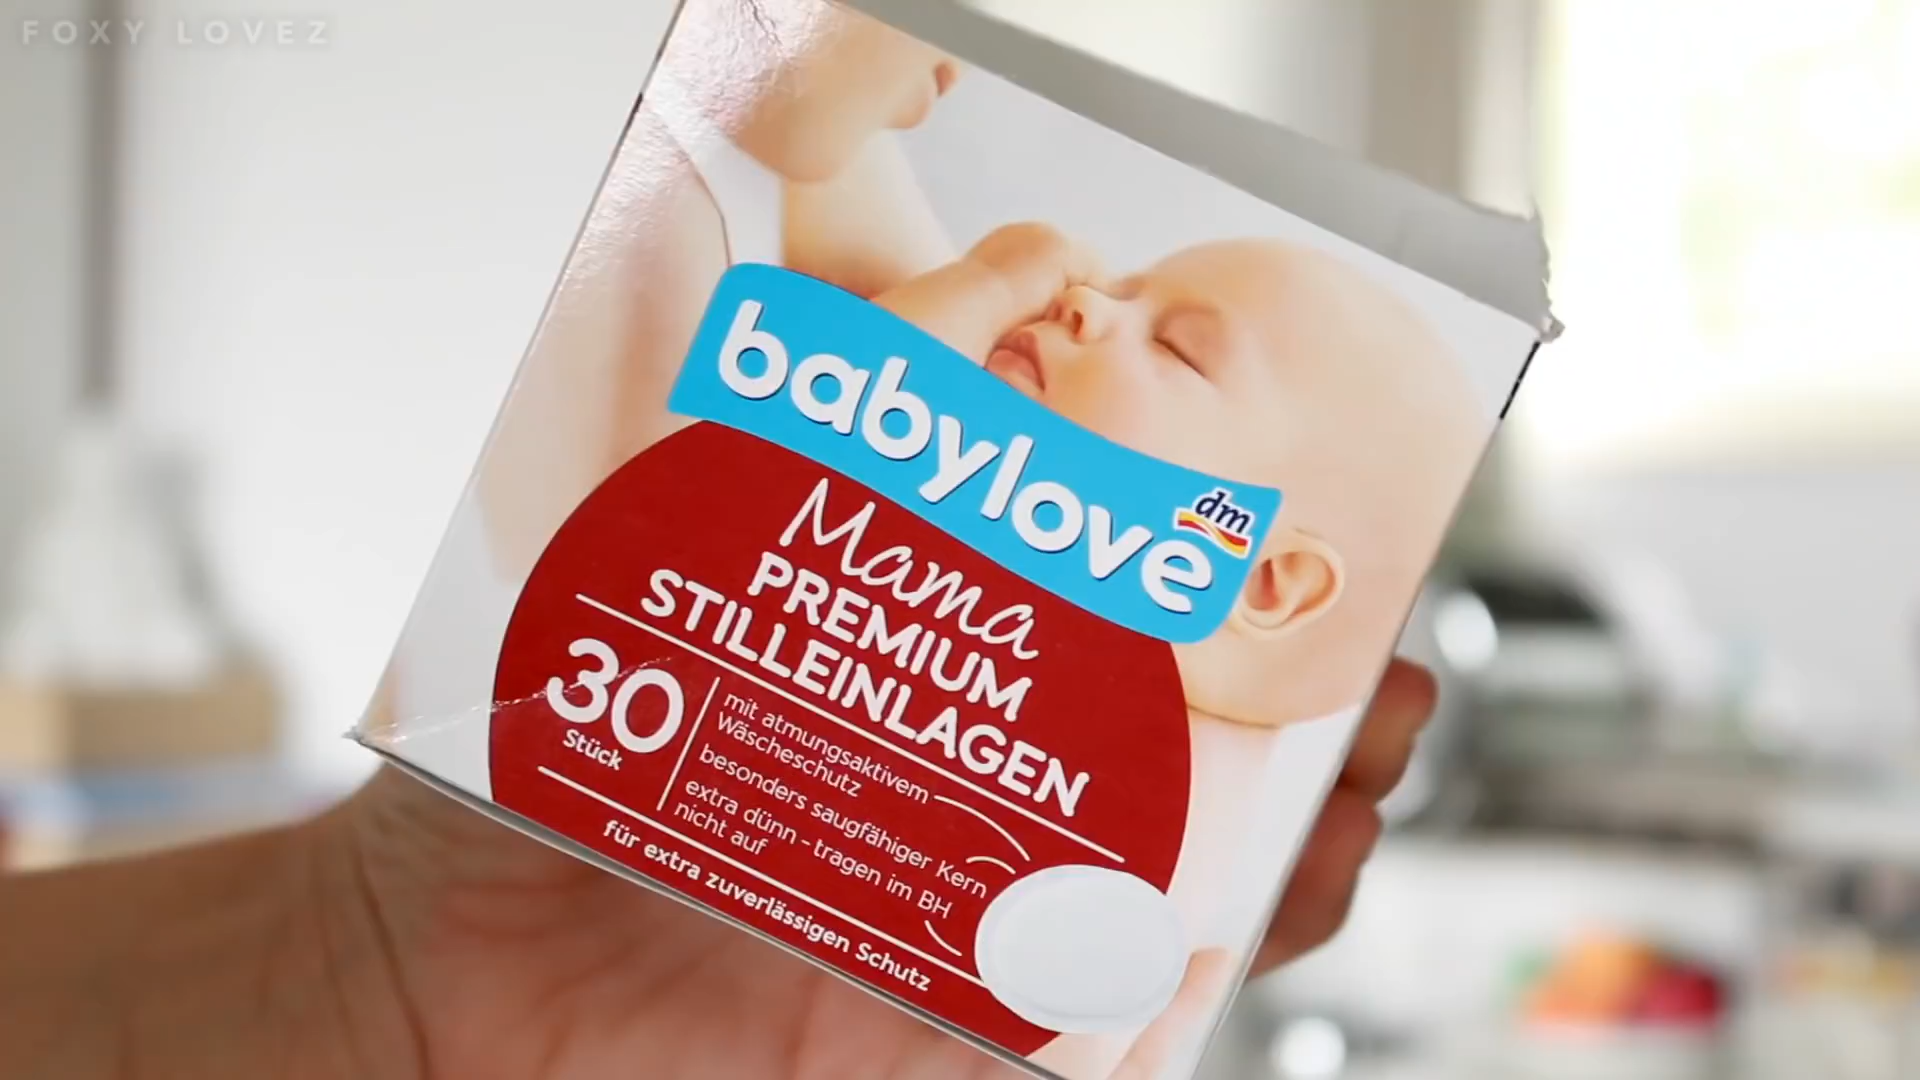 FOXY LOVEZ
babylove
dm
Mama
PREMIUM
STILLEINLAGEN
30
Stück
mit atmungsaktivem
Wäscheschutz
besonders saugfähiger Kern
extra dünn - tragen im BH
nicht auf
für extra zuverlässigen Schutz